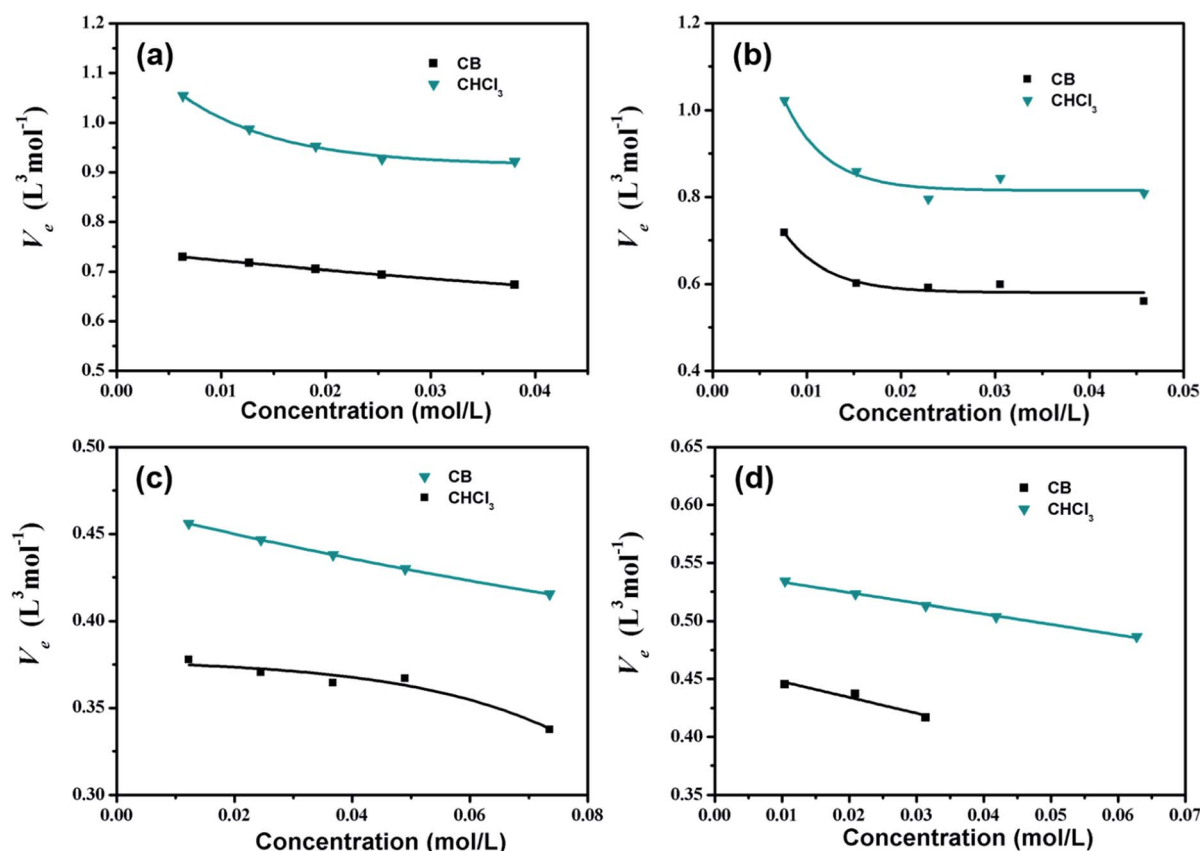 (a)
CB
CHCl₃
Vₑ (L³mol⁻¹)
1.2
1.1
1.0
0.9
0.8
0.7
0.6
0.5
0.00 0.01 0.02 0.03 0.04
Concentration (mol/L)
(b)
CB
CHCl₃
Vₑ (L³mol⁻¹)
1.2
1.0
0.8
0.6
0.4
0.00 0.01 0.02 0.03 0.04 0.05
Concentration (mol/L)
(c)
CB
CHCl₃
Vₑ (L³mol⁻¹)
0.50
0.45
0.40
0.35
0.30
0.00 0.02 0.04 0.06 0.08
Concentration (mol/L)
(d)
CB
CHCl₃
Vₑ (L³mol⁻¹)
0.65
0.60
0.55
0.50
0.45
0.40
0.35
0.00 0.01 0.02 0.03 0.04 0.05 0.06 0.07
Concentration (mol/L)